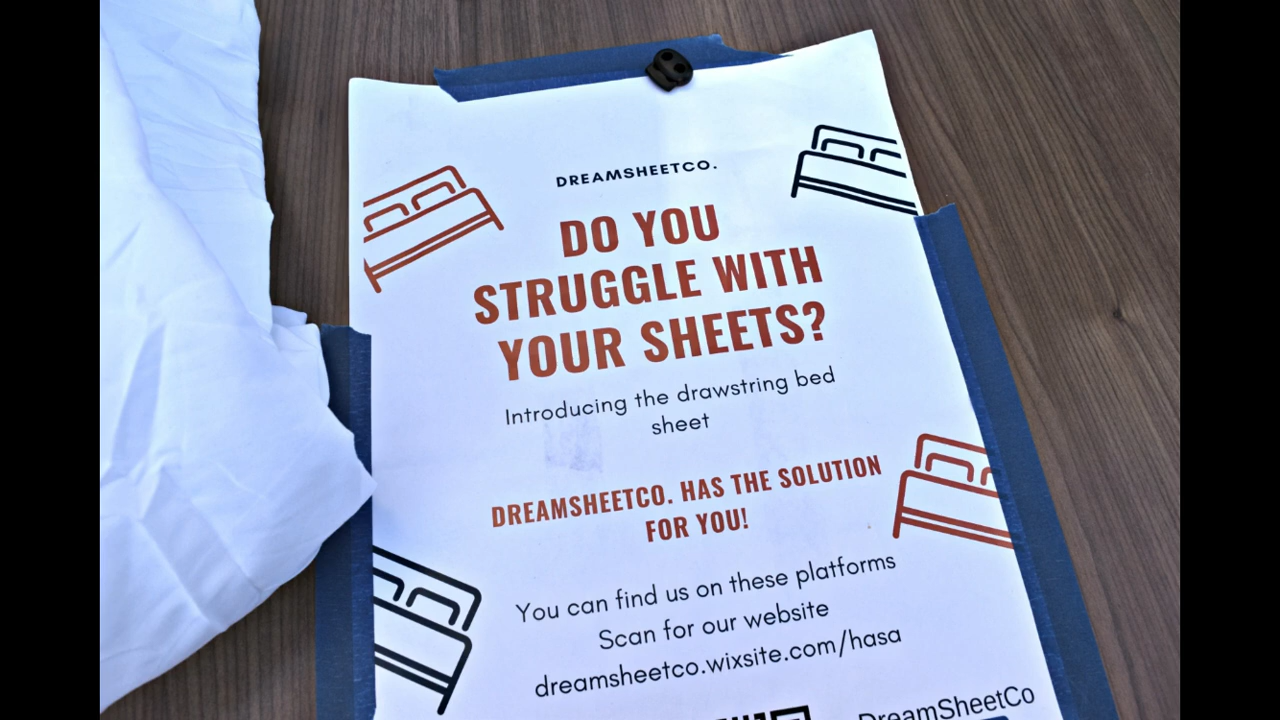 DREAMSHEETCO.
DO YOU
STRUGGLE WITH
YOUR SHEETS?
Introducing the drawstring bed
sheet
DREAMSHEETCO. HAS THE SOLUTION
FOR YOU!
You can find us on these platforms
Scan for our website
dreamsheetco.wixsite.com/hasa
DreamSheetCo